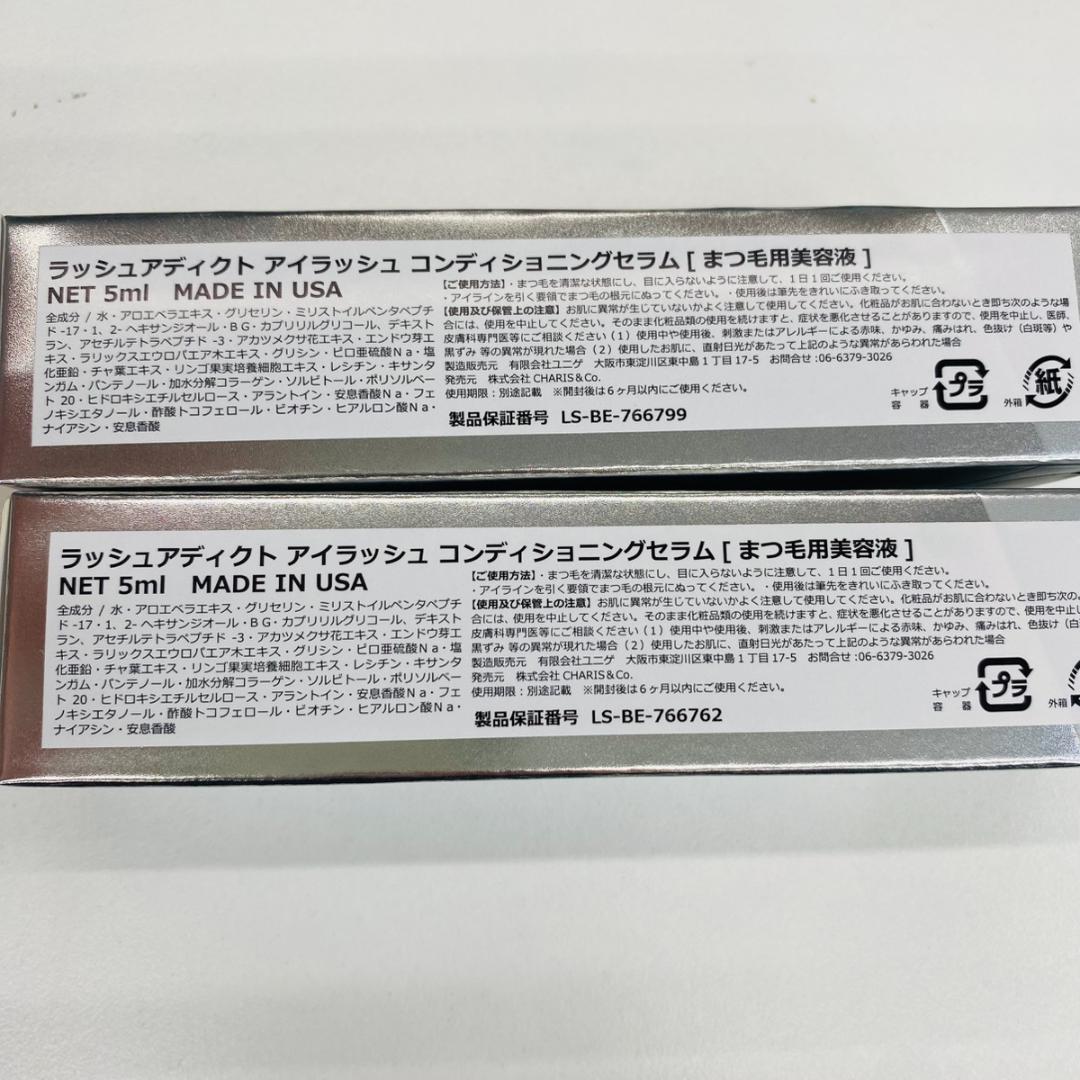 ラッシュアディクト アイラッシュ コンディショニングセラム [ まつ毛用美容液 ]
NET 5ml MADE IN USA
全成分 / 水・アロエベラエキス・グリセリン・ミリストイルペンタペプチ
ド -17・1、2- ヘキサンジオール・BG・カプリリルグリコール、デキスト
ラン、アセチルテトラペプチド -3・アカツメクサ花エキス・エンドウ芽エ
キス・ラリックスエウロパエア木エキス・グリシン・ピロ亜硫酸Na・塩
化亜鉛・チャ葉エキス・リンゴ果実培養細胞エキス・レシチン・キサンタ
ンガム・パンテノール・加水分解コラーゲン・ソルビトール・ポリソルベー
ト 20・ヒドロキシエチルセルロース・アラントイン・安息香酸Na・フェ
ノキシエタノール・酢酸トコフェロール・ビオチン・ヒアルロン酸Na・
ナイアシン・安息香酸
【ご使用方法】・まつ毛を清潔な状態にし、目に入らないように注意して、1日1回ご使用ください。
・アイラインを引く要領でまつ毛の根元にぬってください。・使用後は筆先をきれいにふき取ってください。
【使用及び保管上の注意】お肌に異常が生じていないかよく注意して使用してください。化粧品がお肌に合わないとき即ち次のような場
合には、使用を中止してください。そのまま化粧品類の使用を続けますと、症状を悪化させることがありますので、使用を中止し、医師、
皮膚科専門医等にご相談ください（1）使用中や使用後、刺激またはアレルギーによる赤味、かゆみ、痛みはれ、色抜け (白斑等) や
黒ずみ 等の異常が現れた場合（2）使用したお肌に、直射日光があたって上記のような異常があらわれた場合
製造販売元 有限会社ユニゲ 大阪市東淀川区東中島1丁目17-5 お問合せ:06-6379-3026
発売元 株式会社 CHARIS＆Co.
使用期限：別途記載 ※開封後は6ヶ月以内にご使用ください。
製品保証番号 LS-BE-766799
キャップ
容 器
プラ
外箱
紙
ラッシュアディクト アイラッシュ コンディショニングセラム [ まつ毛用美容液 ]
NET 5ml MADE IN USA
全成分 / 水・アロエベラエキス・グリセリン・ミリストイルペンタペプチ
ド -17・1、2- ヘキサンジオール・BG・カプリリルグリコール、デキスト
ラン、アセチルテトラペプチド -3・アカツメクサ花エキス・エンドウ芽エ
キス・ラリックスエウロパエア木エキス・グリシン・ピロ亜硫酸Na・塩
化亜鉛・チャ葉エキス・リンゴ果実培養細胞エキス・レシチン・キサンタ
ンガム・パンテノール・加水分解コラーゲン・ソルビトール・ポリソルベー
ト 20・ヒドロキシエチルセルロース・アラントイン・安息香酸Na・フェ
ノキシエタノール・酢酸トコフェロール・ビオチン・ヒアルロン酸Na・
ナイアシン・安息香酸
【ご使用方法】・まつ毛を清潔な状態にし、目に入らないように注意して、1日1回ご使用ください。
・アイラインを引く要領でまつ毛の根元にぬってください。・使用後は筆先をきれいにふき取ってください。
【使用及び保管上の注意】お肌に異常が生じていないかよく注意して使用してください。化粧品がお肌に合わないとき即ち次の
合には、使用を中止してください。そのまま化粧品類の使用を続けますと、症状を悪化させることがありますので、使用を中止し
皮膚科専門医等にご相談ください（1）使用中や使用後、刺激またはアレルギーによる赤味、かゆみ、痛みはれ、色抜け (白
黒ずみ 等の異常が現れた場合（2）使用したお肌に、直射日光があたって上記のような異常があらわれた場合
製造販売元 有限会社ユニゲ 大阪市東淀川区東中島1丁目17-5 お問合せ:06-6379-3026
発売元 株式会社 CHARIS＆Co.
使用期限：別途記載 ※開封後は6ヶ月以内にご使用ください。
製品保証番号 LS-BE-766762
キャップ
容 器
プラ
外箱